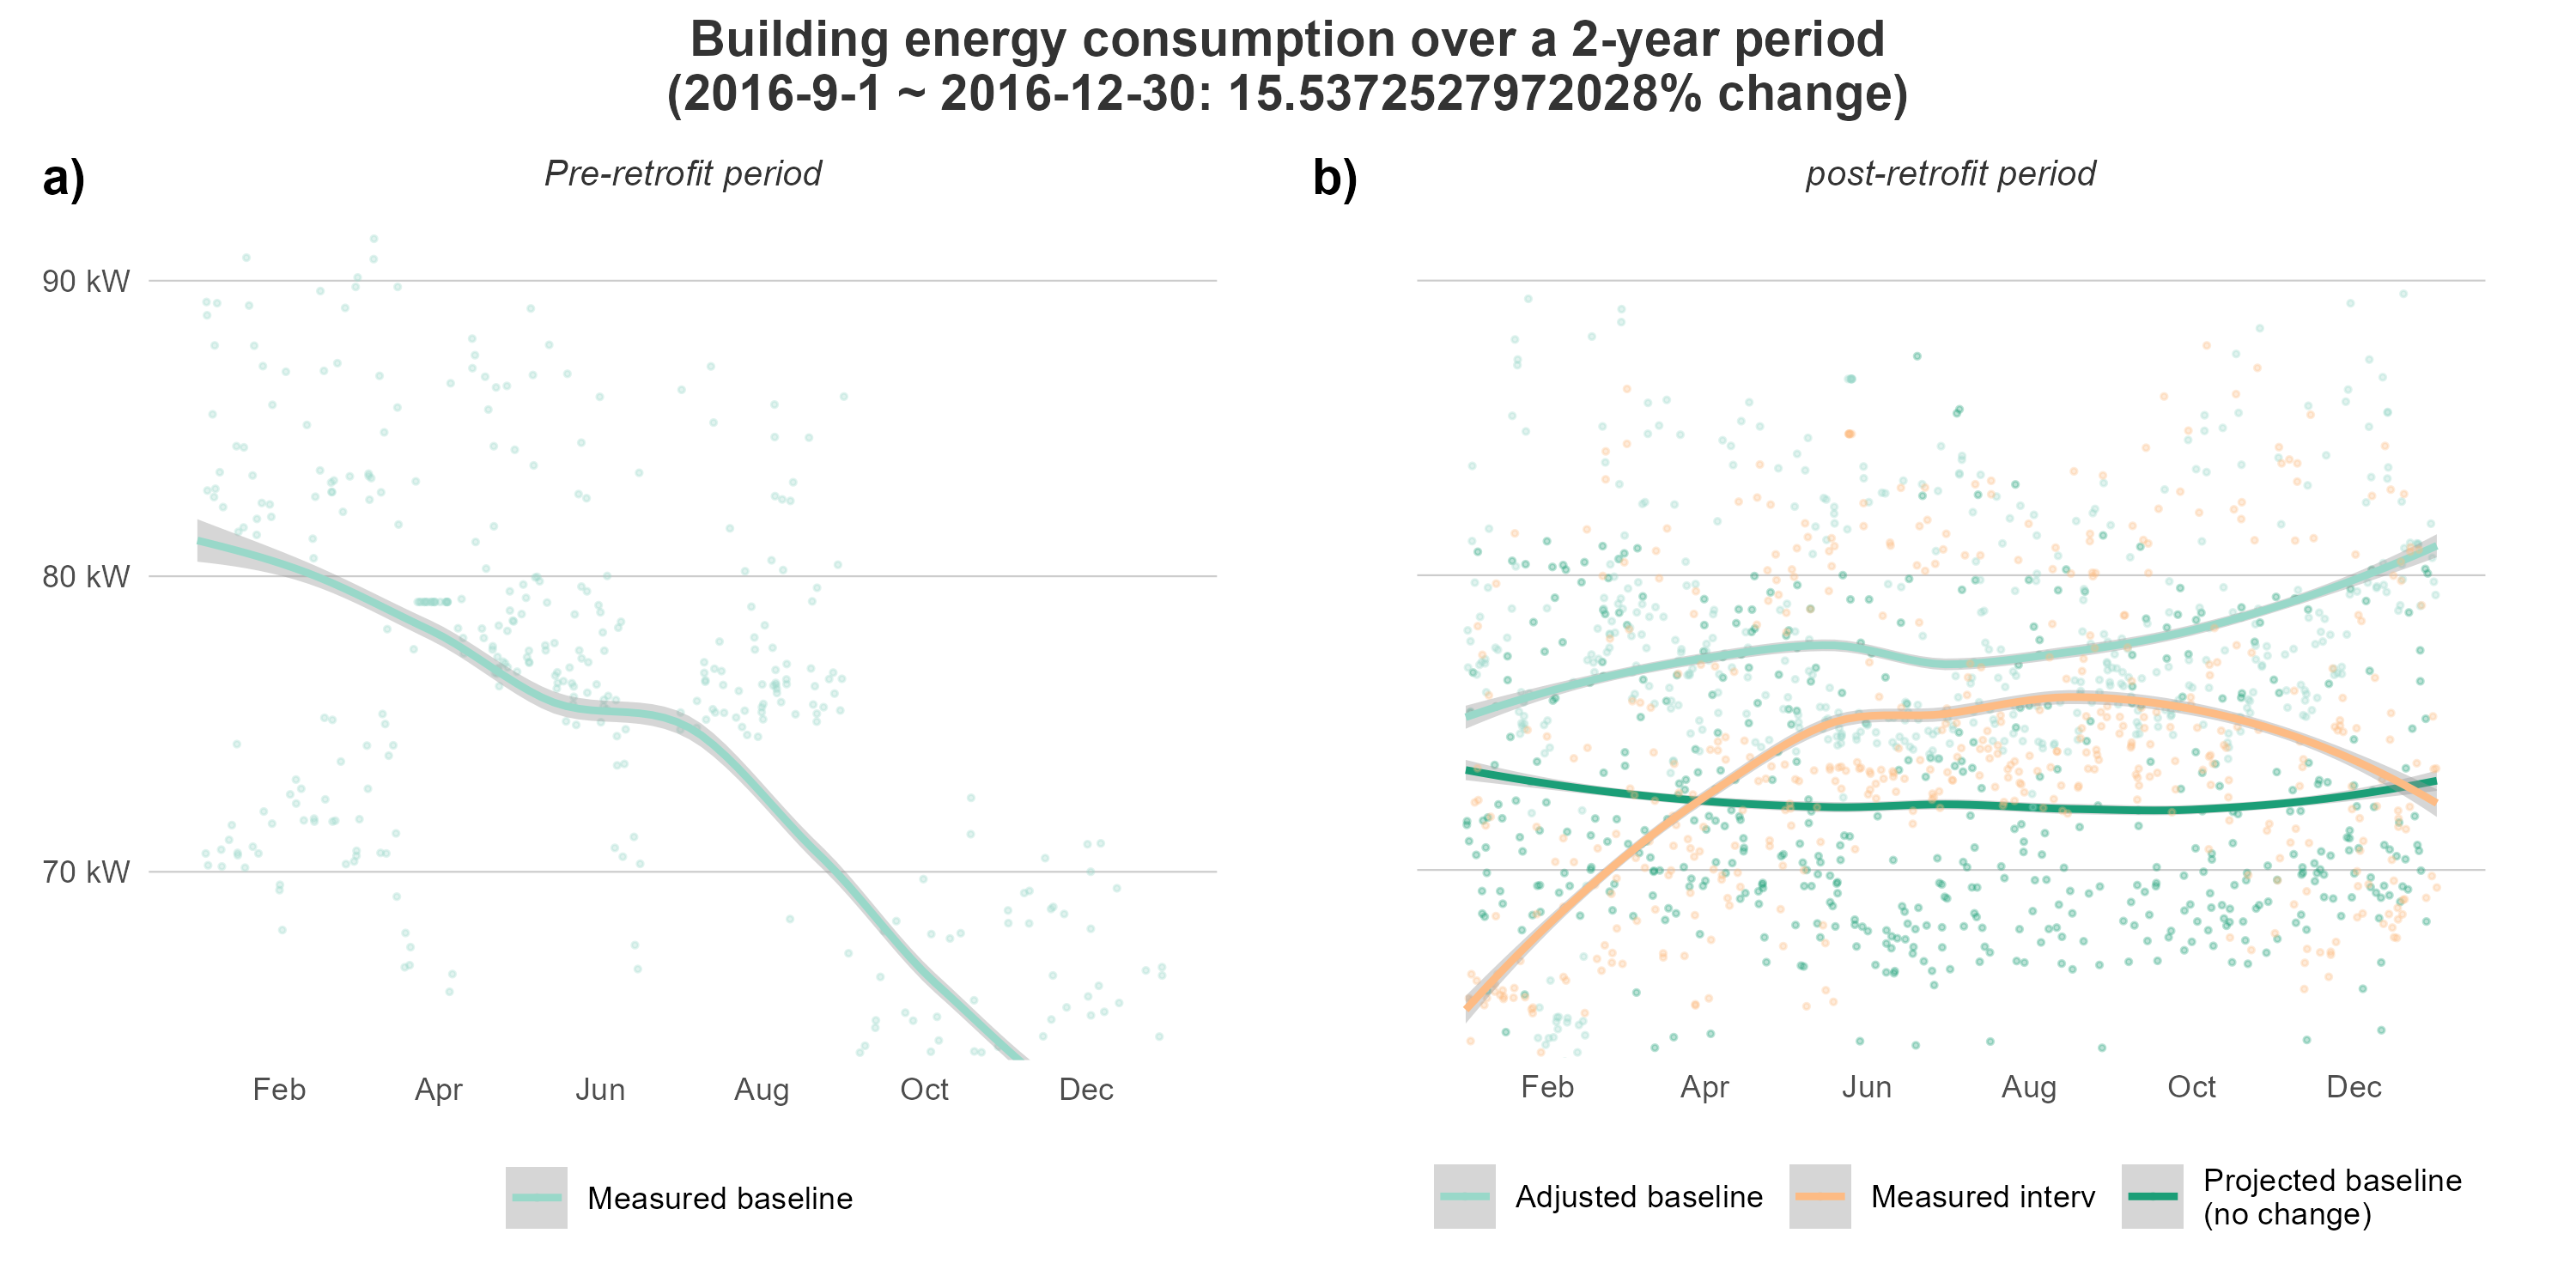 Building energy consumption over a 2-year period
(2016-9-1 ~ 2016-12-30: 15.5372527972028% change)
a)
Pre-retrofit period
90 kW
80 kW
70 kW
Feb Apr Jun Aug Oct Dec
Measured baseline
b)
post-retrofit period
Feb Apr Jun Aug Oct Dec
Adjusted baseline
Measured interv
Projected baseline
(no change)